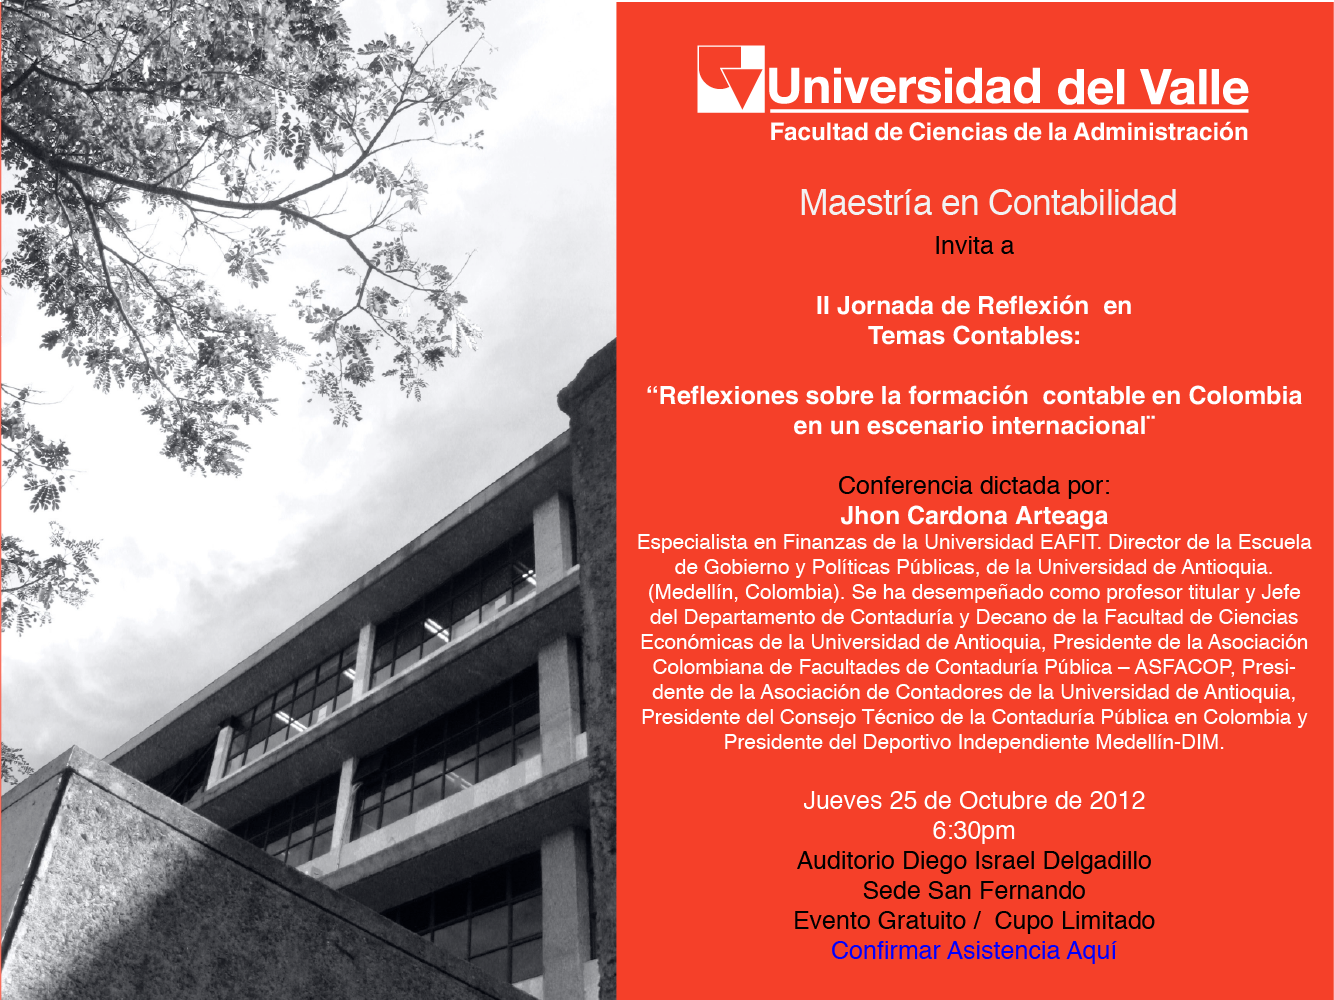 Universidad del Valle
Facultad de Ciencias de la Administración
Maestría en Contabilidad
Invita a
II Jornada de Reflexión  en
Temas Contables:
“Reflexiones sobre la formación  contable en Colombia
en un escenario internacional¨
Conferencia dictada por:
Jhon Cardona Arteaga
Especialista en Finanzas de la Universidad EAFIT. Director de la Escuela
de Gobierno y Políticas Públicas, de la Universidad de Antioquia.
(Medellín, Colombia). Se ha desempeñado como profesor titular y Jefe
del Departamento de Contaduría y Decano de la Facultad de Ciencias
Económicas de la Universidad de Antioquia, Presidente de la Asociación
Colombiana de Facultades de Contaduría Pública – ASFACOP, Presi-
dente de la Asociación de Contadores de la Universidad de Antioquia,
Presidente del Consejo Técnico de la Contaduría Pública en Colombia y
Presidente del Deportivo Independiente Medellín-DIM.
Jueves 25 de Octubre de 2012
6:30pm
Auditorio Diego Israel Delgadillo
Sede San Fernando
Evento Gratuito /  Cupo Limitado
Confirmar Asistencia Aquí